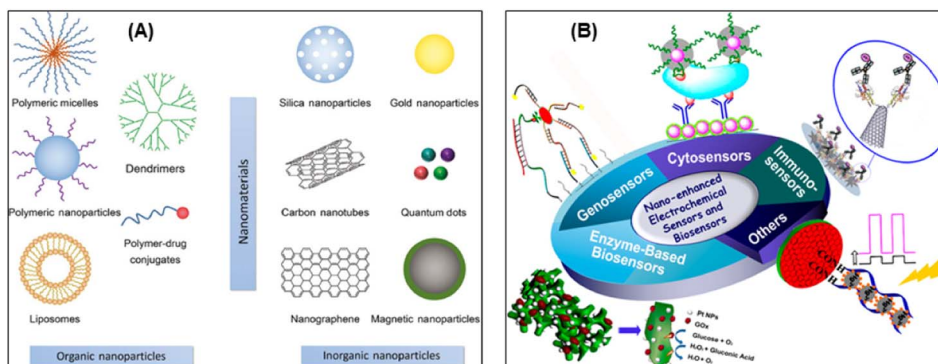 (A)
Polymeric micelles
Dendrimers
Polymeric nanoparticles
Polymer-drug
conjugates
Liposomes
Organic nanoparticles
Nanomaterials
Silica nanoparticles
Gold nanoparticles
Carbon nanotubes
Quantum dots
Nanographene
Magnetic nanoparticles
Inorganic nanoparticles
(B)
Genosensors
Cytosensors
Immuno-
sensors
Others
Enzyme-Based
Biosensors
Nano-enhanced
Electrochemical
Sensors and
Biosensors
CONH
CONH
Pt NPs
GOx
Glucose + O₂
H₂O₂ + Gluconic Acid
H₂O + O₂